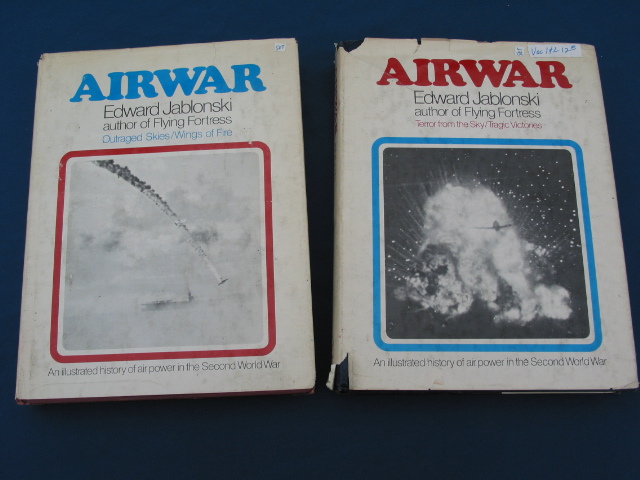 AIRWAR
Edward Jablonski
author of Flying Fortress
Outraged Skies/Wings of Fire
An illustrated history of air power in the Second World War
AIRWAR
Edward Jablonski
author of Flying Fortress
Terror from the Sky/Tragic Victories
An illustrated history of air power in the Second World War